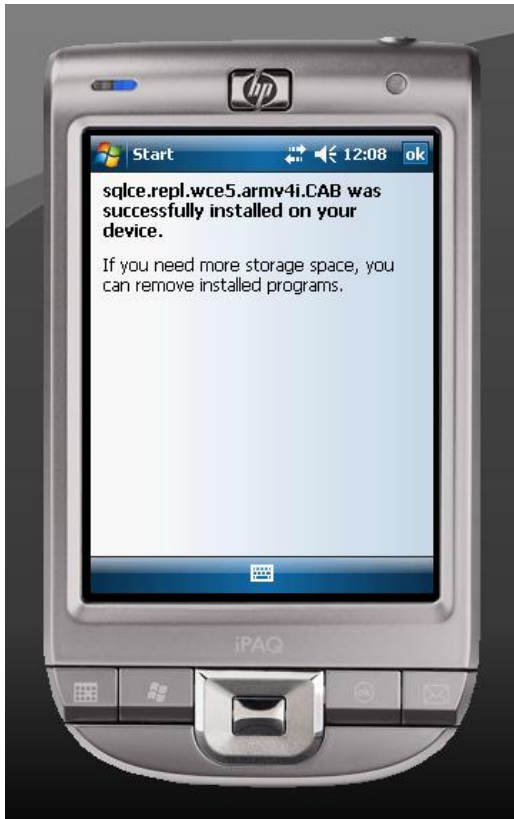 hp
Start 12:08 ok
sqlce.repl.wce5.armv4i.CAB was
successfully installed on your
device.
If you need more storage space, you
can remove installed programs.
iPAQ
ok